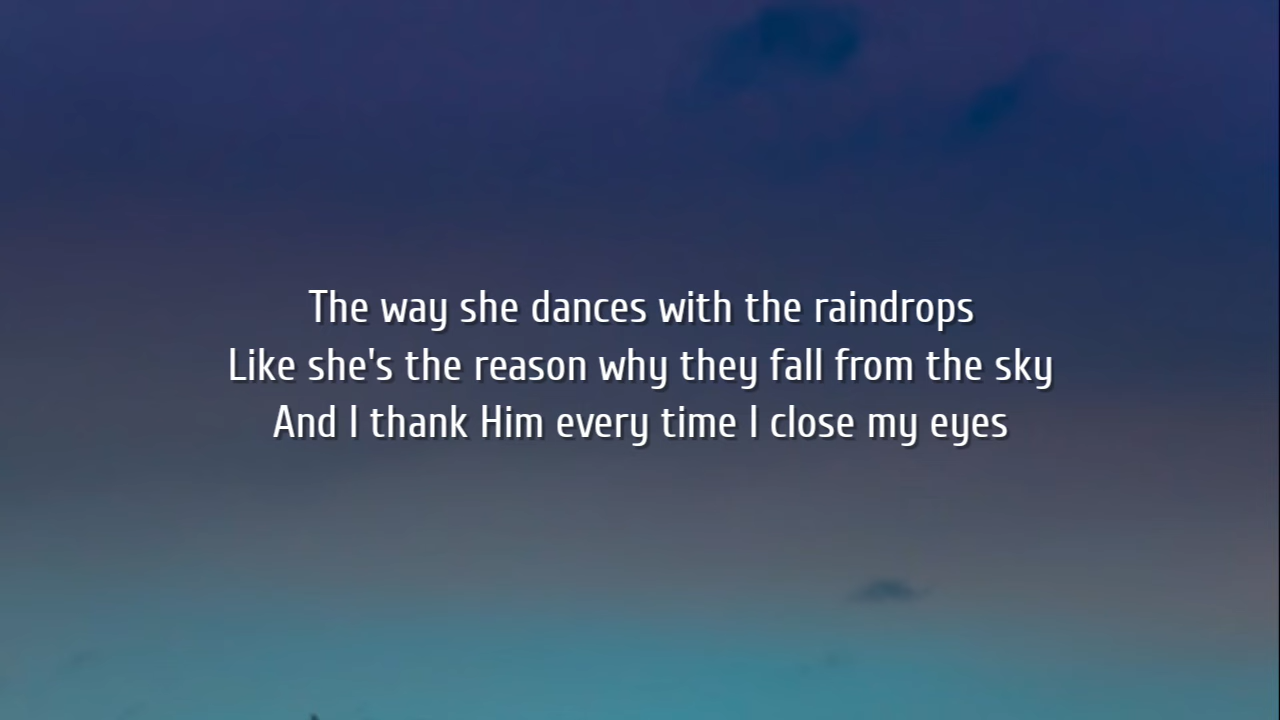 The way she dances with the raindrops
Like she's the reason why they fall from the sky
And I thank Him every time I close my eyes